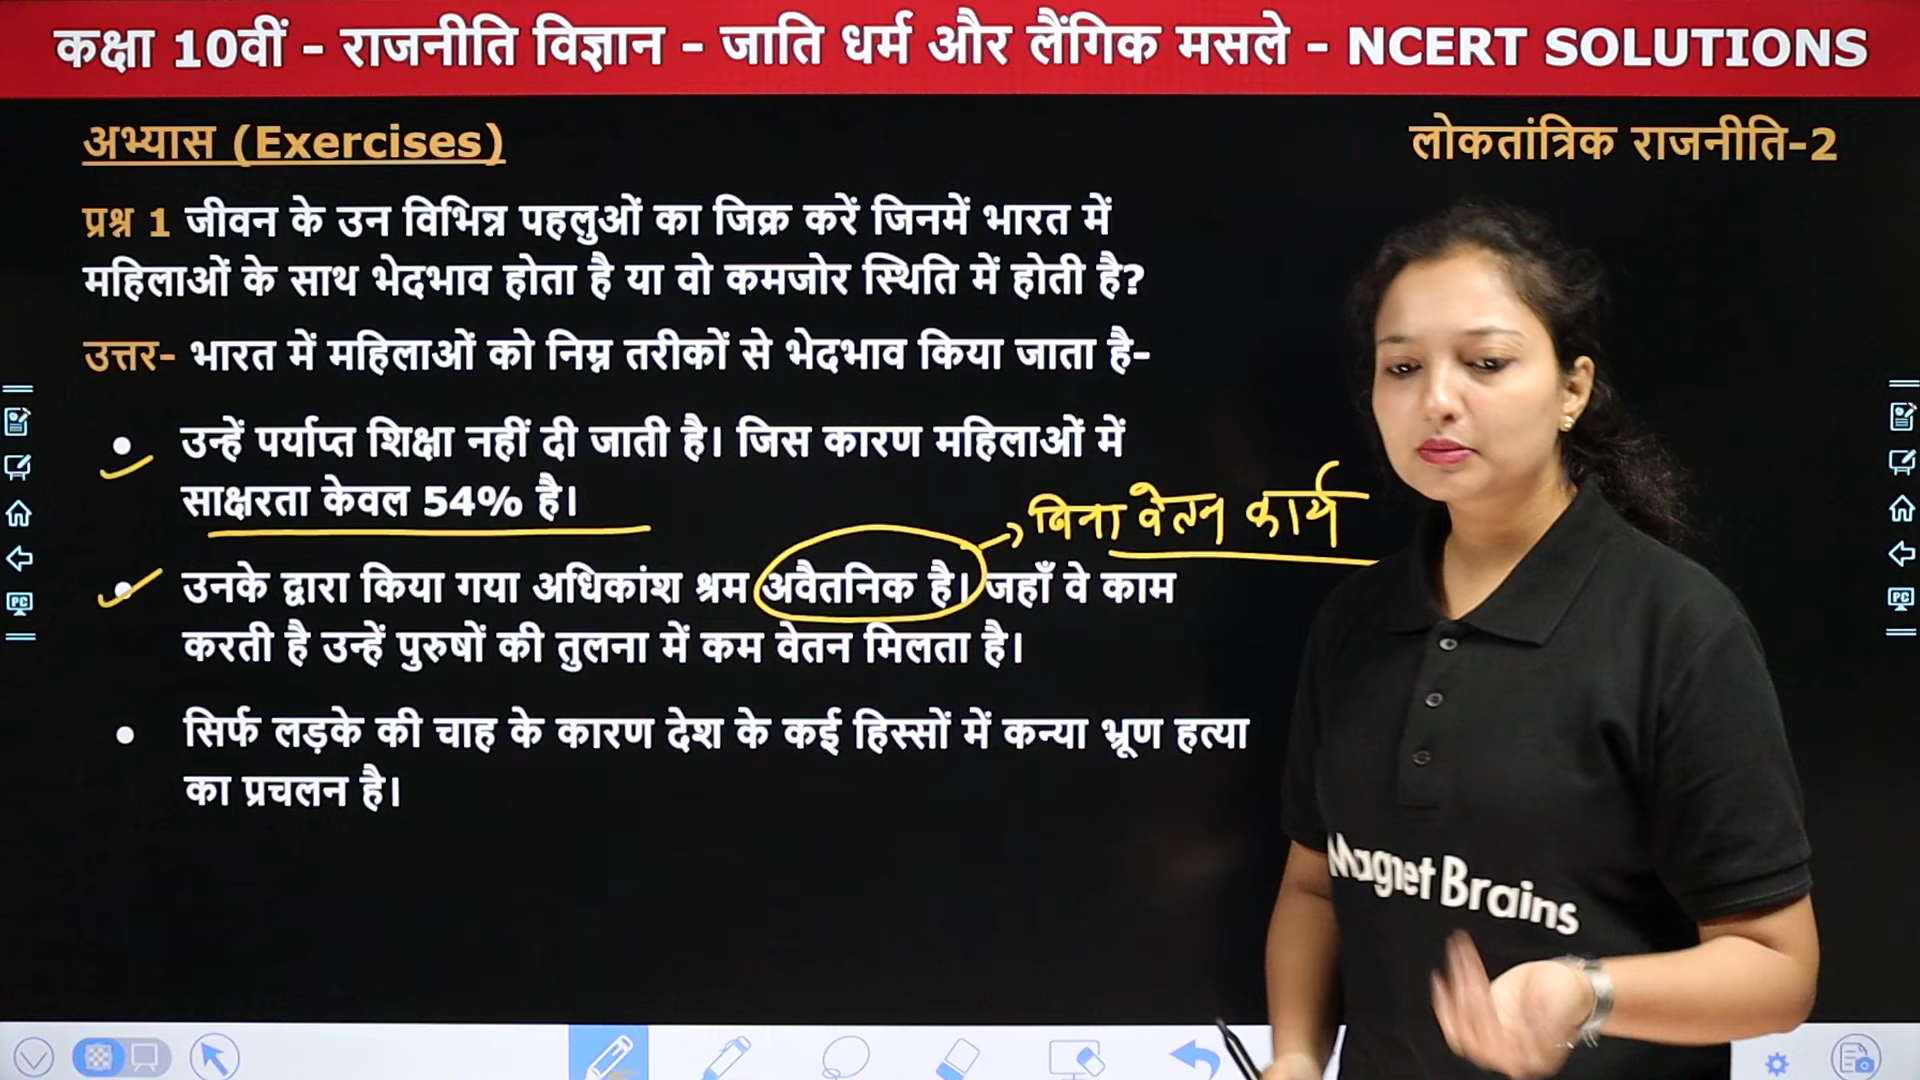 कक्षा 10वीं - राजनीति विज्ञान - जाति धर्म और लैंगिक मसले - NCERT SOLUTIONS
अभ्यास (Exercises)
लोकतांत्रिक राजनीति-2
प्रश्न 1 जीवन के उन विभिन्न पहलुओं का जिक्र करें जिनमें भारत में
महिलाओं के साथ भेदभाव होता है या वो कमजोर स्थिति में होती है?
उत्तर- भारत में महिलाओं को निम्न तरीकों से भेदभाव किया जाता है-
• उन्हें पर्याप्त शिक्षा नहीं दी जाती है। जिस कारण महिलाओं में
साक्षरता केवल 54% है।
बिना वेतन कार्य
• उनके द्वारा किया गया अधिकांश श्रम अवैतनिक है। जहाँ वे काम
करती है उन्हें पुरुषों की तुलना में कम वेतन मिलता है।
• सिर्फ लड़के की चाह के कारण देश के कई हिस्सों में कन्या भ्रूण हत्या
का प्रचलन है।
Magnet Brains
PC
PC